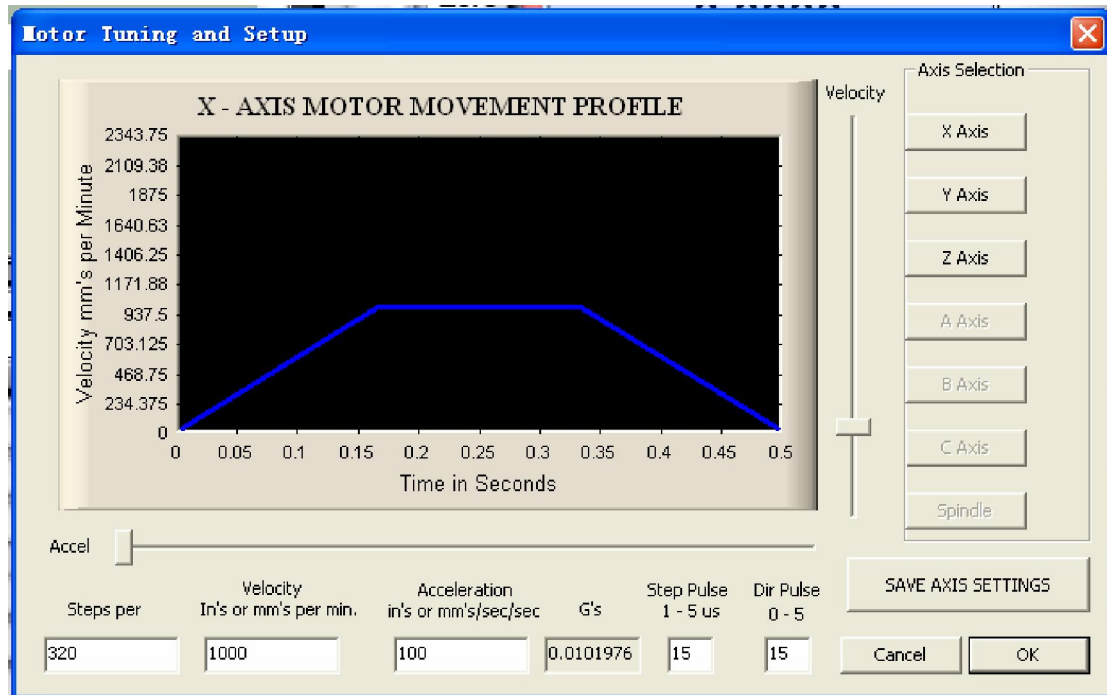 Motor Tuning and Setup
X - AXIS MOTOR MOVEMENT PROFILE
Velocity mm's per Minute
2343.75
2109.38
1875
1640.63
1406.25
1171.88
937.5
703.125
468.75
234.375
0
0 0.05 0.1 0.15 0.2 0.25 0.3 0.35 0.4 0.45 0.5
Time in Seconds
Velocity
Axis Selection
X Axis
Y Axis
Z Axis
A Axis
B Axis
C Axis
Spindle
Accel
Steps per
320
Velocity
In's or mm's per min.
1000
Acceleration
in's or mm's/sec/sec
100
G's
0.0101976
Step Pulse
1 - 5 us
15
Dir Pulse
0 - 5
15
SAVE AXIS SETTINGS
Cancel
OK